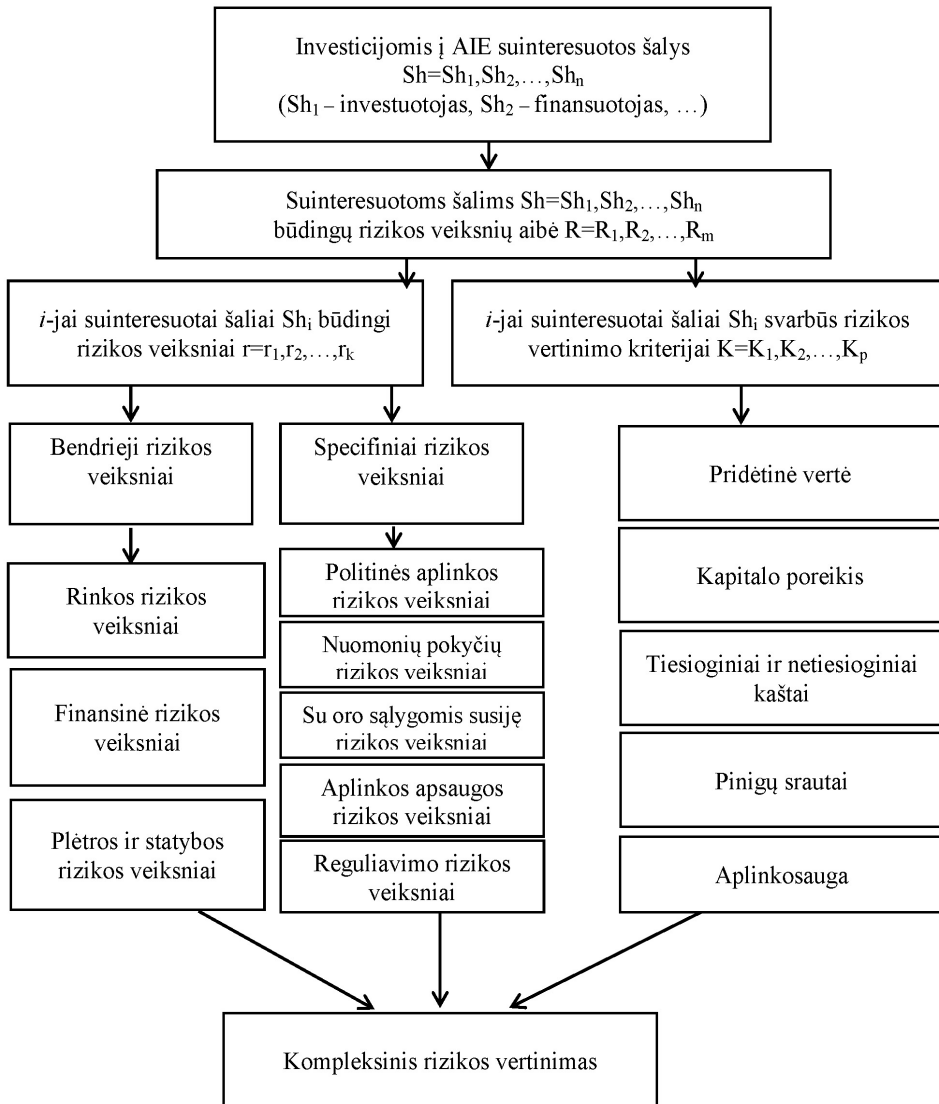 Investicijomis į AIE suinteresuotos šalys
Sh=Sh₁,Sh₂,…,Shₙ
(Sh₁ – investuotojas, Sh₂ – finansuotojas, …)
Suinteresuotoms šalims Sh=Sh₁,Sh₂,…,Shₙ
būdingų rizikos veiksnių aibė R=R₁,R₂,…,Rₘ
i-jai suinteresuotai šaliai Shᵢ būdingi
rizikos veiksniai r=r₁,r₂,…,rₖ
i-jai suinteresuotai šaliai Shᵢ svarbūs rizikos
vertinimo kriterijai K=K₁,K₂,…,Kₚ
Bendrieji rizikos
veiksniai
Rinkos rizikos
veiksniai
Finansinė rizikos
veiksniai
Plėtros ir statybos
rizikos veiksniai
Specifiniai rizikos
veiksniai
Politinės aplinkos
rizikos veiksniai
Nuomonių pokyčių
rizikos veiksniai
Su oro sąlygomis susiję
rizikos veiksniai
Aplinkos apsaugos
rizikos veiksniai
Reguliavimo rizikos
veiksniai
Pridėtinė vertė
Kapitalo poreikis
Tiesioginiai ir netiesioginiai
kaštai
Pinigų srautai
Aplinkosauga
Kompleksinis rizikos vertinimas